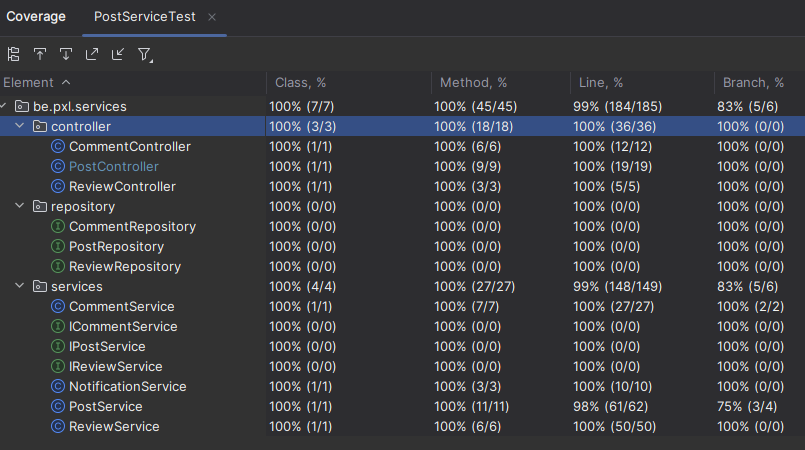 Coverage PostServiceTest ×
Element Class, % Method, % Line, % Branch, %
be.pxl.services 100% (7/7) 100% (45/45) 99% (184/185) 83% (5/6)
controller 100% (3/3) 100% (18/18) 100% (36/36) 100% (0/0)
CommentController 100% (1/1) 100% (6/6) 100% (12/12) 100% (0/0)
PostController 100% (1/1) 100% (9/9) 100% (19/19) 100% (0/0)
ReviewController 100% (1/1) 100% (3/3) 100% (5/5) 100% (0/0)
repository 100% (0/0) 100% (0/0) 100% (0/0) 100% (0/0)
CommentRepository 100% (0/0) 100% (0/0) 100% (0/0) 100% (0/0)
PostRepository 100% (0/0) 100% (0/0) 100% (0/0) 100% (0/0)
ReviewRepository 100% (0/0) 100% (0/0) 100% (0/0) 100% (0/0)
services 100% (4/4) 100% (27/27) 99% (148/149) 83% (5/6)
CommentService 100% (1/1) 100% (7/7) 100% (27/27) 100% (2/2)
ICommentService 100% (0/0) 100% (0/0) 100% (0/0) 100% (0/0)
IPostService 100% (0/0) 100% (0/0) 100% (0/0) 100% (0/0)
IReviewService 100% (0/0) 100% (0/0) 100% (0/0) 100% (0/0)
NotificationService 100% (1/1) 100% (3/3) 100% (10/10) 100% (0/0)
PostService 100% (1/1) 100% (11/11) 98% (61/62) 75% (3/4)
ReviewService 100% (1/1) 100% (6/6) 100% (50/50) 100% (0/0)